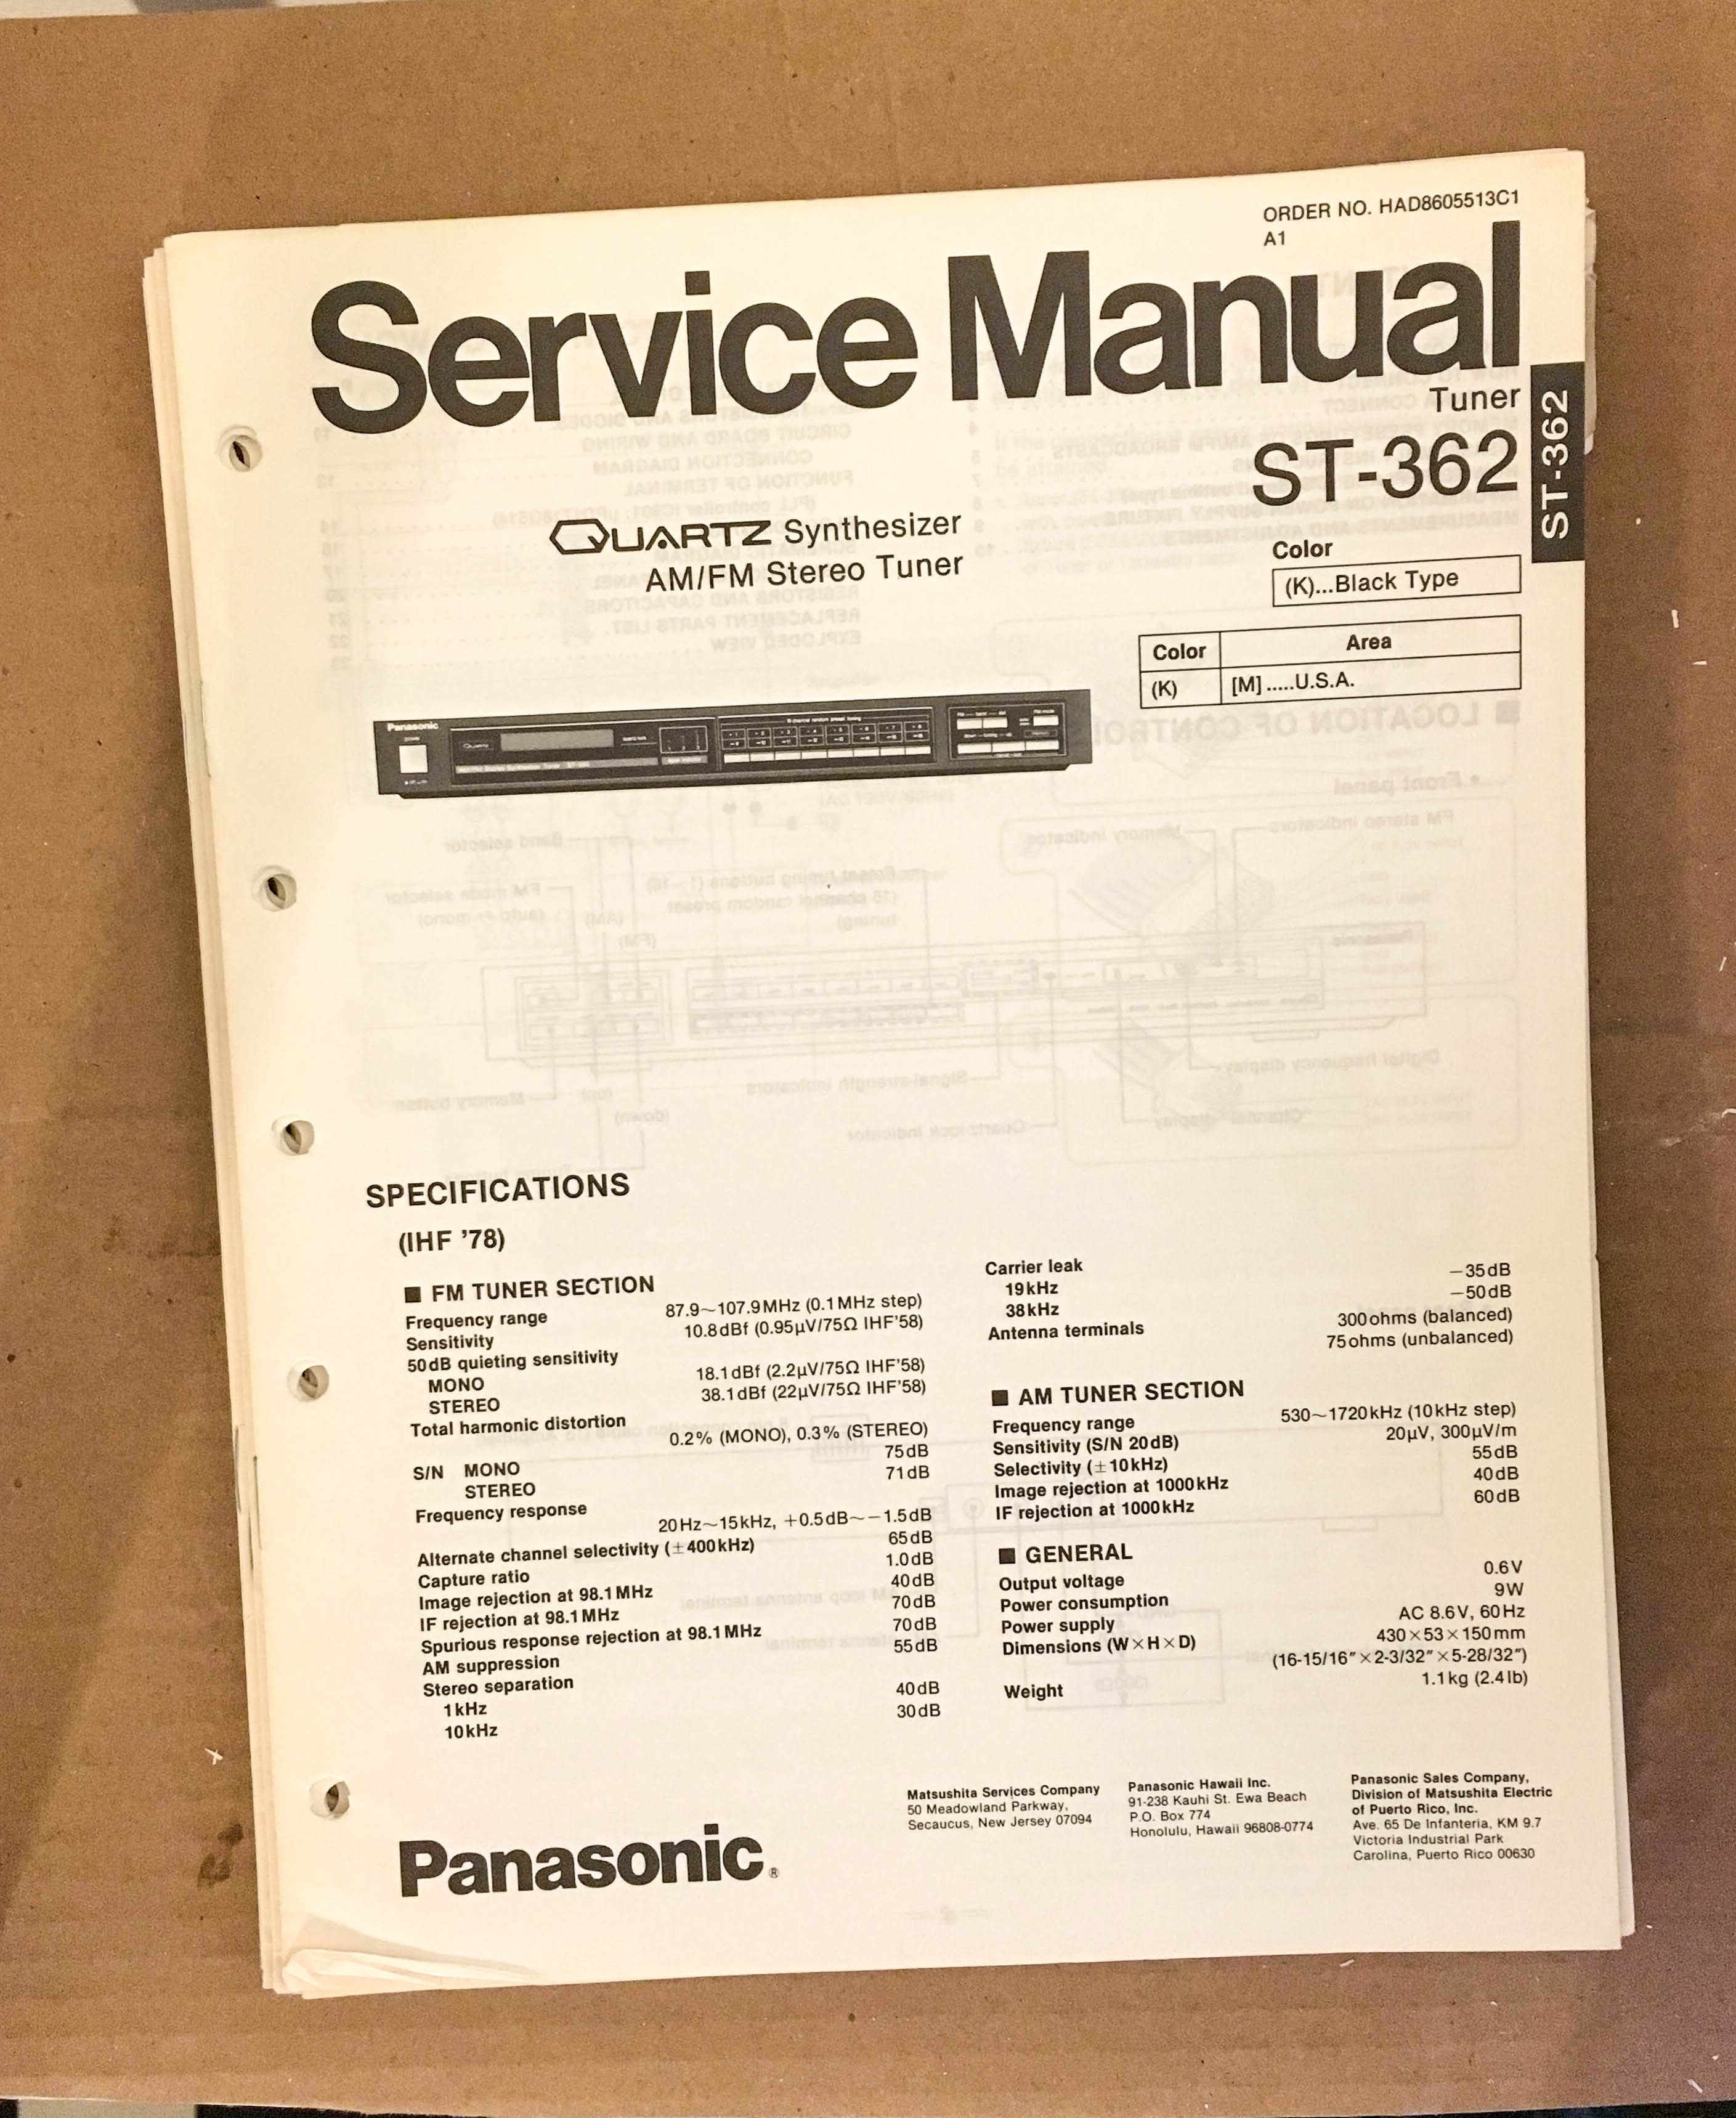 ORDER NO. HAD8605513C1
A1
Service Manual
Tuner
ST-362
ST-362
QUARTZ Synthesizer
AM/FM Stereo Tuner
Color
(K)...Black Type
Color Area
(K) [M].....U.S.A.
Panasonic
SPECIFICATIONS
(IHF ’78)
■ FM TUNER SECTION
Frequency range 87.9~107.9MHz (0.1MHz step)
Sensitivity 10.8dBf (0.95µV/75Ω IHF'58)
50dB quieting sensitivity
MONO 18.1dBf (2.2µV/75Ω IHF'58)
STEREO 38.1dBf (22µV/75Ω IHF'58)
Total harmonic distortion
0.2% (MONO), 0.3% (STEREO)
S/N MONO 75dB
STEREO 71dB
Frequency response
20Hz~15kHz, +0.5dB~−1.5dB
Alternate channel selectivity (±400kHz) 65dB
Capture ratio 1.0dB
Image rejection at 98.1MHz 40dB
IF rejection at 98.1MHz 70dB
Spurious response rejection at 98.1MHz 70dB
AM suppression 55dB
Stereo separation
1kHz 40dB
10kHz 30dB
Carrier leak
19kHz −35dB
38kHz −50dB
Antenna terminals 300ohms (balanced)
75ohms (unbalanced)
■ AM TUNER SECTION
Frequency range 530~1720kHz (10kHz step)
Sensitivity (S/N 20dB) 20µV, 300µV/m
Selectivity (±10kHz) 55dB
Image rejection at 1000kHz 40dB
IF rejection at 1000kHz 60dB
■ GENERAL
Output voltage 0.6V
Power consumption 9W
Power supply AC 8.6V, 60Hz
Dimensions (W×H×D) 430×53×150mm
(16-15/16″×2-3/32″×5-28/32″)
Weight 1.1kg (2.4lb)
Panasonic®
Matsushita Services Company
50 Meadowland Parkway,
Secaucus, New Jersey 07094
Panasonic Hawaii Inc.
91-238 Kauhi St. Ewa Beach
P.O. Box 774
Honolulu, Hawaii 96808-0774
Panasonic Sales Company,
Division of Matsushita Electric
of Puerto Rico, Inc.
Ave. 65 De Infanteria, KM 9.7
Victoria Industrial Park
Carolina, Puerto Rico 00630